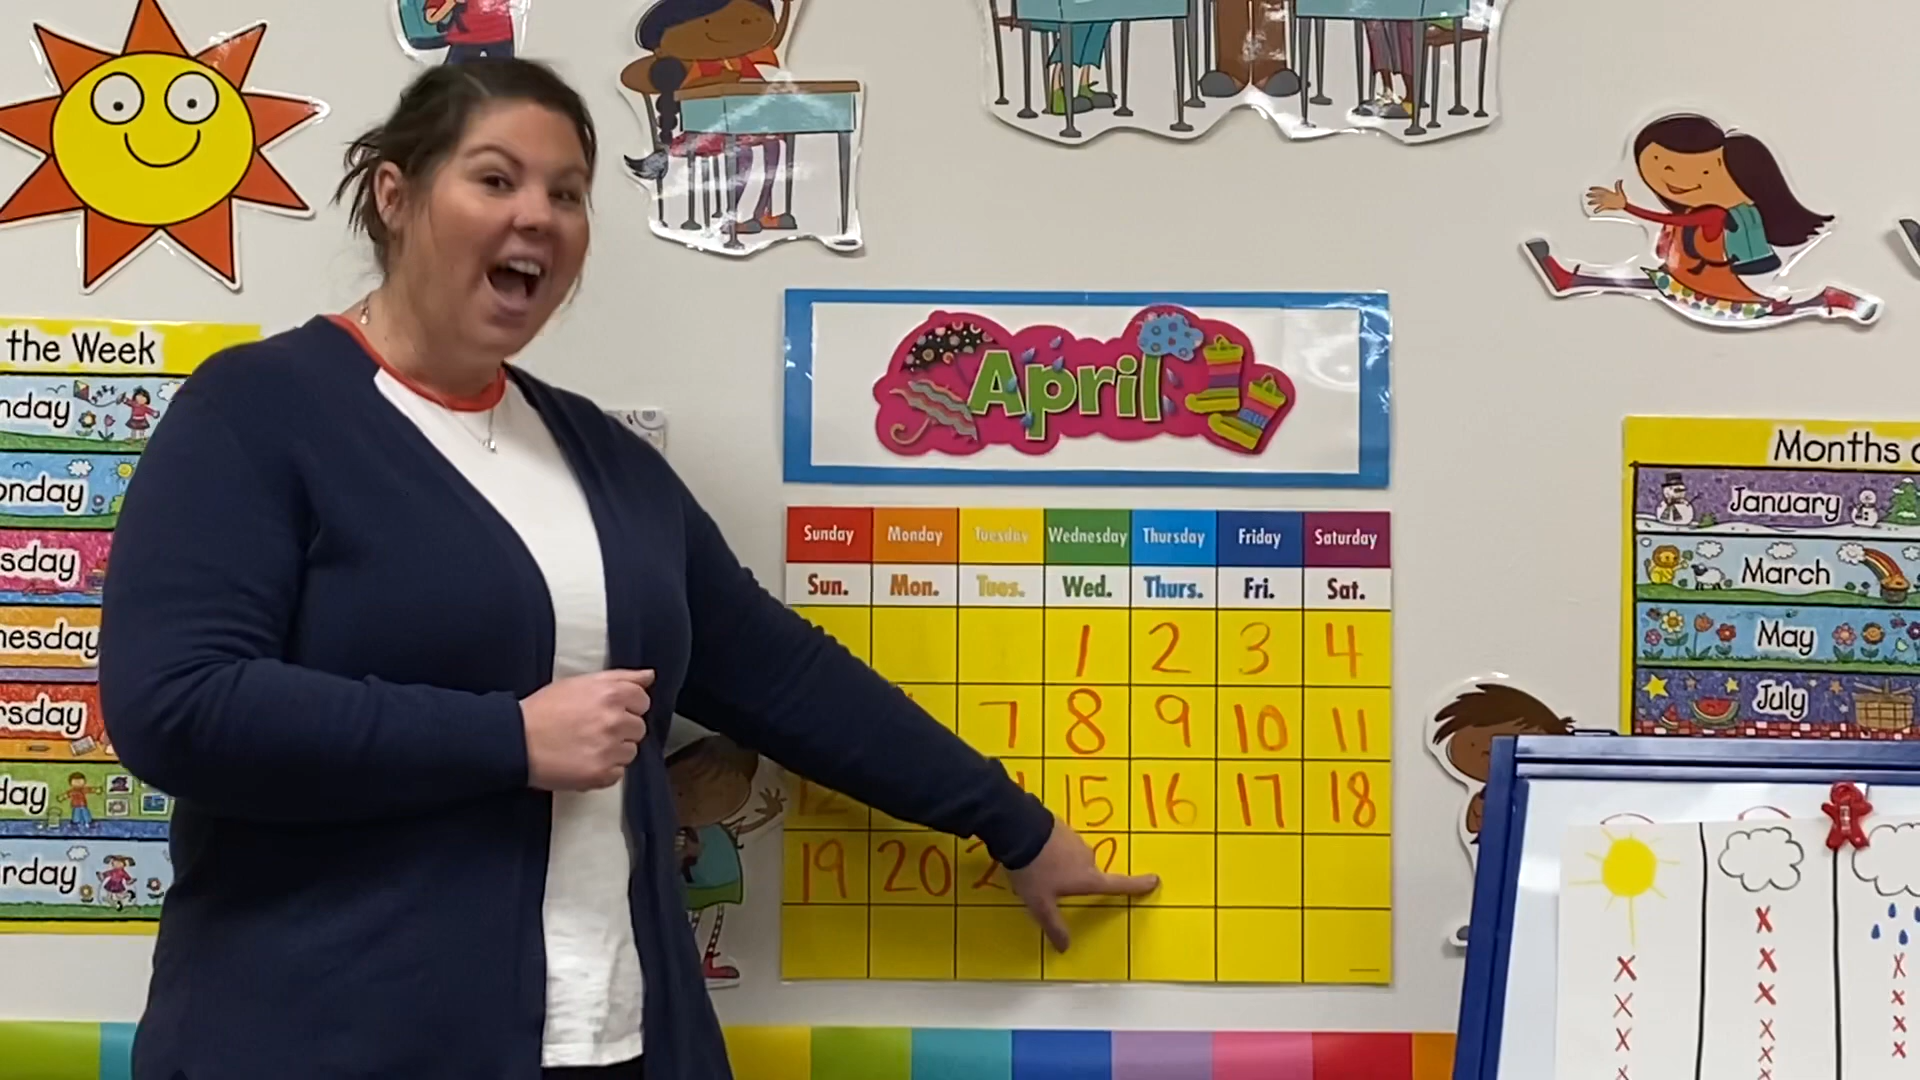 the Week
nday
onday
sday
nesday
rsday
day
rday
April
Sunday Monday Tuesday Wednesday Thursday Friday Saturday
Sun. Mon. Tues. Wed. Thurs. Fri. Sat.
1 2 3 4
7 8 9 10 11
12 15 16 17 18
19 20
Months
January
March
May
July
X X X
X X X
X X X
X X X
X X